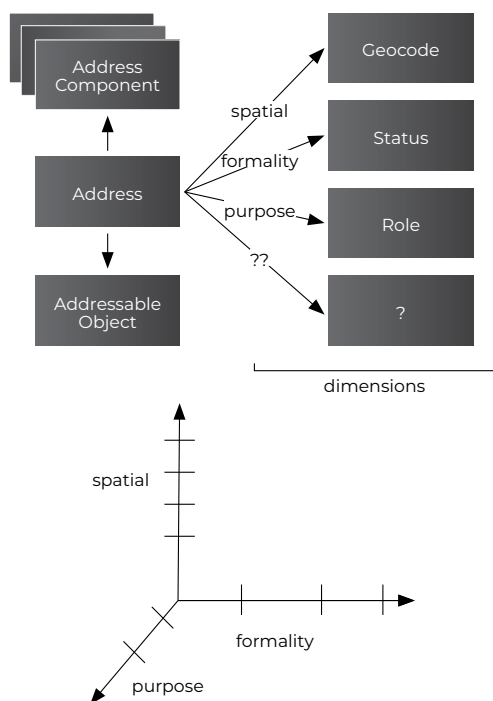 Address
Component
Geocode
spatial
formality
Status
Address
purpose
Role
??
Addressable
Object
?
dimensions
spatial
formality
purpose